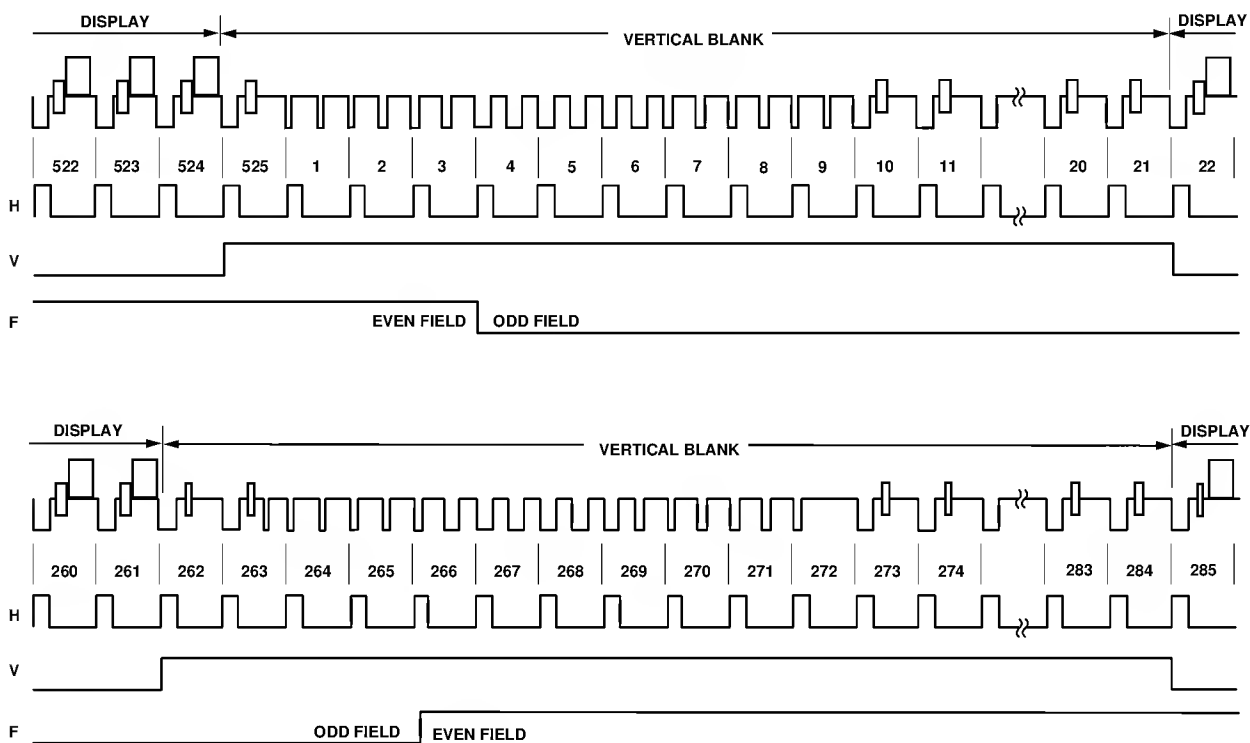 DISPLAY VERTICAL BLANK DISPLAY
522 523 524 525 1 2 3 4 5 6 7 8 9 10 11 20 21 22
H
V
F EVEN FIELD ODD FIELD
DISPLAY VERTICAL BLANK DISPLAY
260 261 262 263 264 265 266 267 268 269 270 271 272 273 274 283 284 285
H
V
F ODD FIELD EVEN FIELD